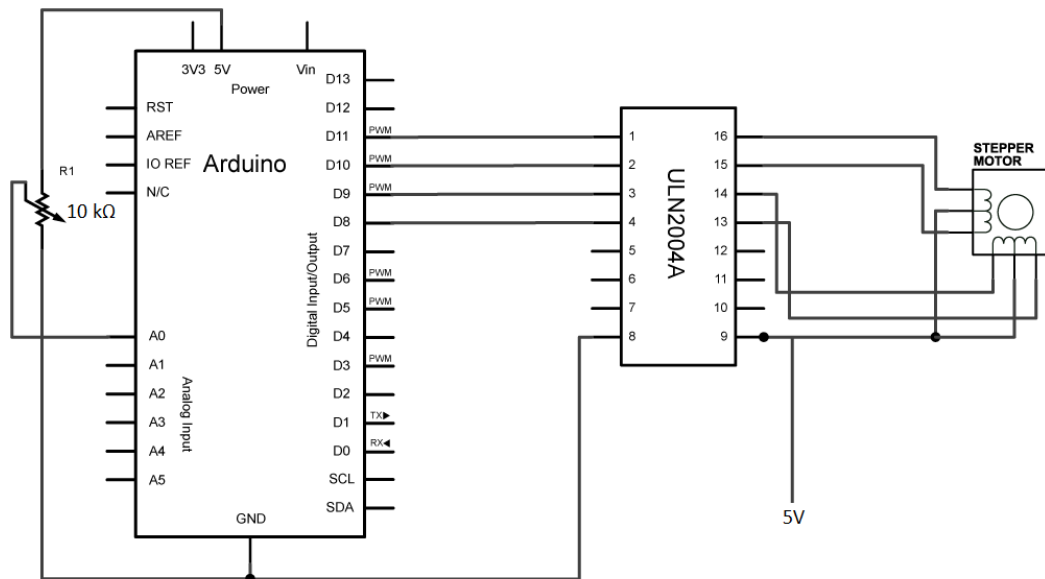 3V3 5V Vin
Power
Arduino
RST
AREF
IO REF
N/C
R1
10 kΩ
A0
A1
A2
A3
A4
A5
Analog Input
D13
D12
D11 PWM
D10 PWM
D9 PWM
D8
D7
D6 PWM
D5 PWM
D4
D3 PWM
D2
D1 TX▶
D0 RX◀
SCL
SDA
Digital Input/Output
GND
ULN2004A
1 16
2 15
3 14
4 13
5 12
6 11
7 10
8 9
STEPPER
MOTOR
5V